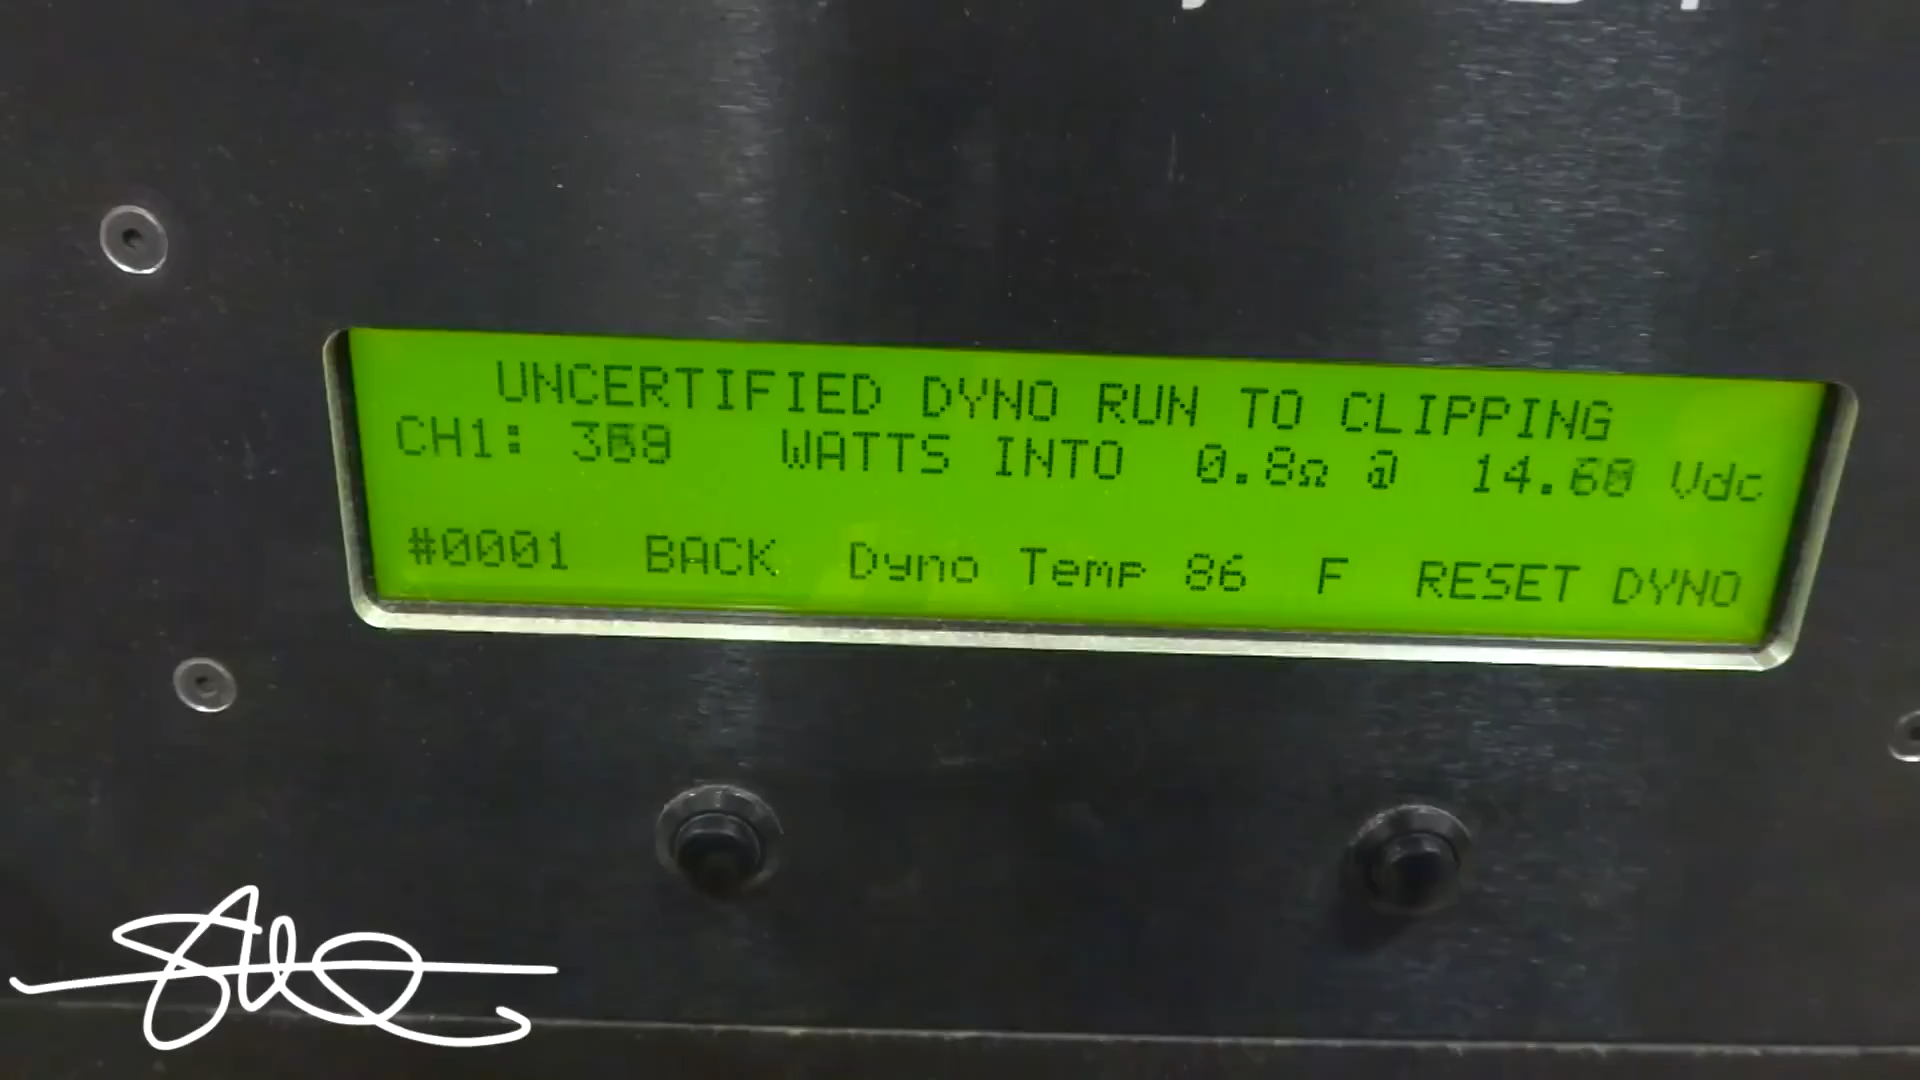 UNCERTIFIED DYNO RUN TO CLIPPING
CH1: WATTS INTO 0.8Ω @ 14.60 Vdc
#0001 BACK Dyno Temp 86 F RESET DYNO